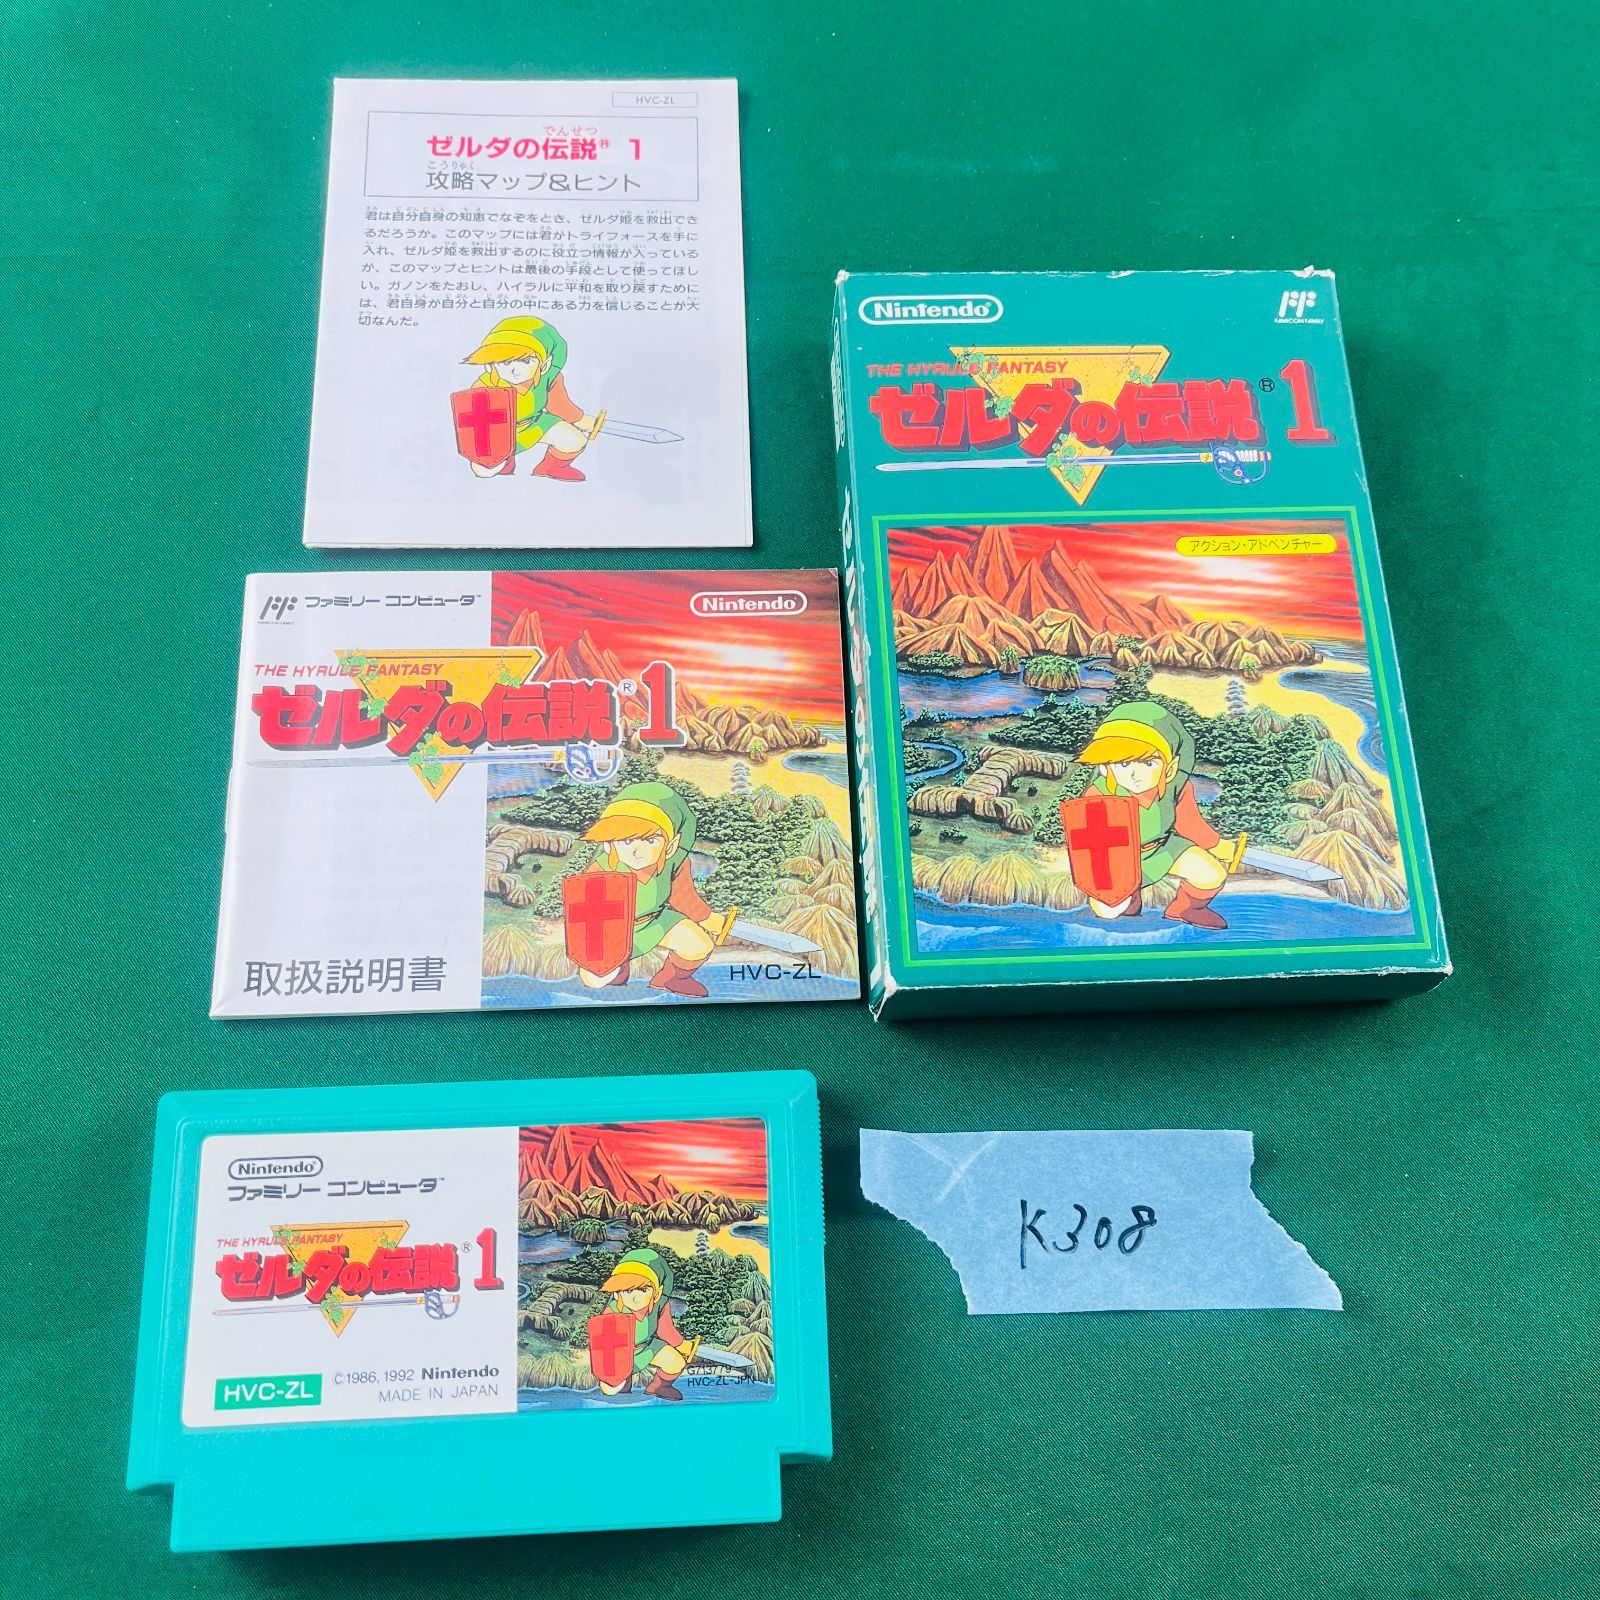 HVC-ZL
でんせつ
ゼルダの伝説® 1
こうりゃく
攻略マップ&ヒント
君は自分自身の知恵でなぞをとき、ゼルダ姫を救出でき
るだろうか。このマップには君がトライフォースを手に
入れ、ゼルダ姫を救出するのに役立つ情報が入っている
が、このマップとヒントは最後の手段として使ってほし
い。ガノンをたおし、ハイラルに平和を取り戻すために
は、君自身が自分と自分の中にある力を信じることが大
切なんだ。
Nintendo
FAMICOM FAMILY
THE HYRULE FANTASY
ゼルダの伝説® 1
アクション・アドベンチャー
FAMICOM FAMILY
ファミリー コンピュータ™
Nintendo
THE HYRULE FANTASY
ゼルダの伝説® 1
取扱説明書
HVC-ZL
Nintendo
ファミリー コンピュータ™
THE HYRULE FANTASY
ゼルダの伝説® 1
HVC-ZL
©1986,1992 Nintendo
MADE IN JAPAN
HVC-ZL-JPN
K308